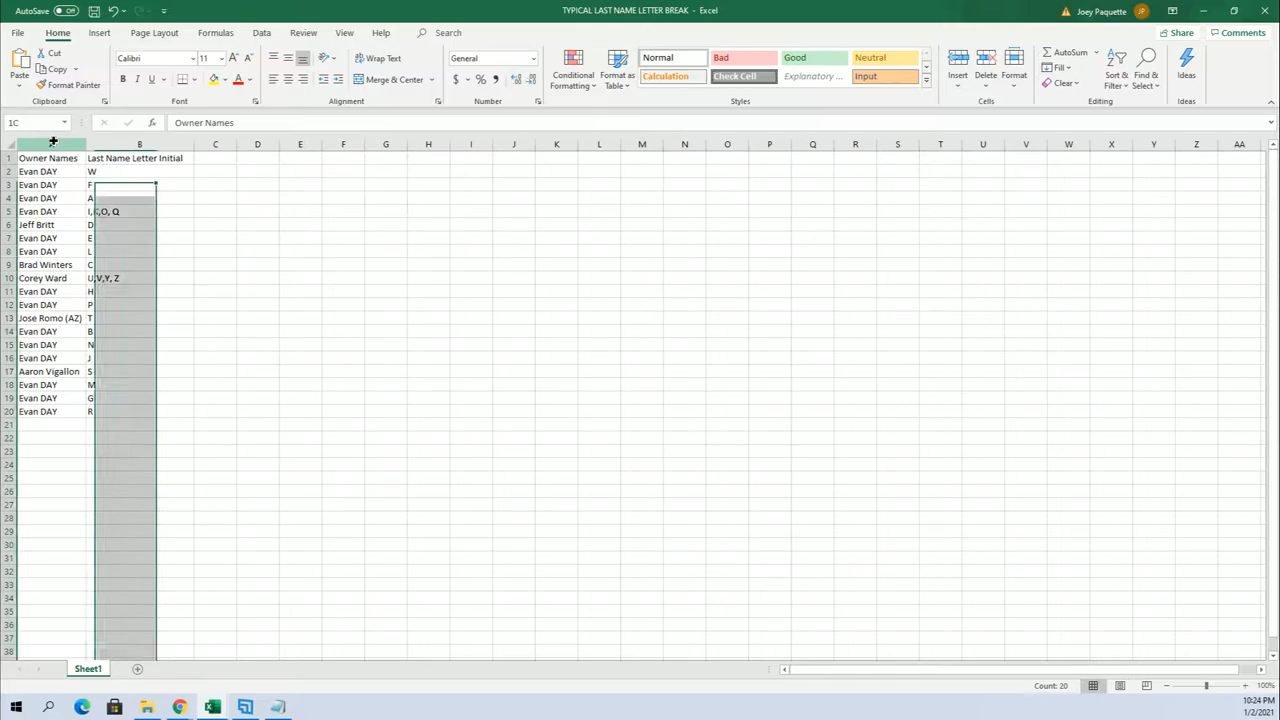 AutoSave Off TYPICAL LAST NAME LETTER BREAK - Excel Joey Paquette JP
File Home Insert Page Layout Formulas Data Review View Help Search Share Comments
Paste Cut Copy Format Painter Clipboard
Calibri 11 B I U Font
Wrap Text Merge & Center Alignment
General $ % Number
Conditional Formatting Format as Table Normal Bad Good Neutral Calculation Check Cell Explanatory ... Input Styles
Insert Delete Format Cells
AutoSum Fill Clear Sort & Filter Find & Select Editing
Ideas Ideas
1C fx Owner Names
B C D E F G H I J K L M N O P Q R S T U V W X Y Z AA
1 Owner Names Last Name Letter Initial
2 Evan DAY W
3 Evan DAY F
4 Evan DAY A
5 Evan DAY I,K,O, Q
6 Jeff Britt D
7 Evan DAY E
8 Evan DAY L
9 Brad Winters C
10 Corey Ward U,V,Y, Z
11 Evan DAY H
12 Evan DAY P
13 Jose Romo (AZ) T
14 Evan DAY B
15 Evan DAY N
16 Evan DAY J
17 Aaron Vigallon S
18 Evan DAY M
19 Evan DAY G
20 Evan DAY R
21
22
23
24
25
26
27
28
29
30
31
32
33
34
35
36
37
38
Sheet1
Count: 20 100%
10:24 PM
1/2/2021